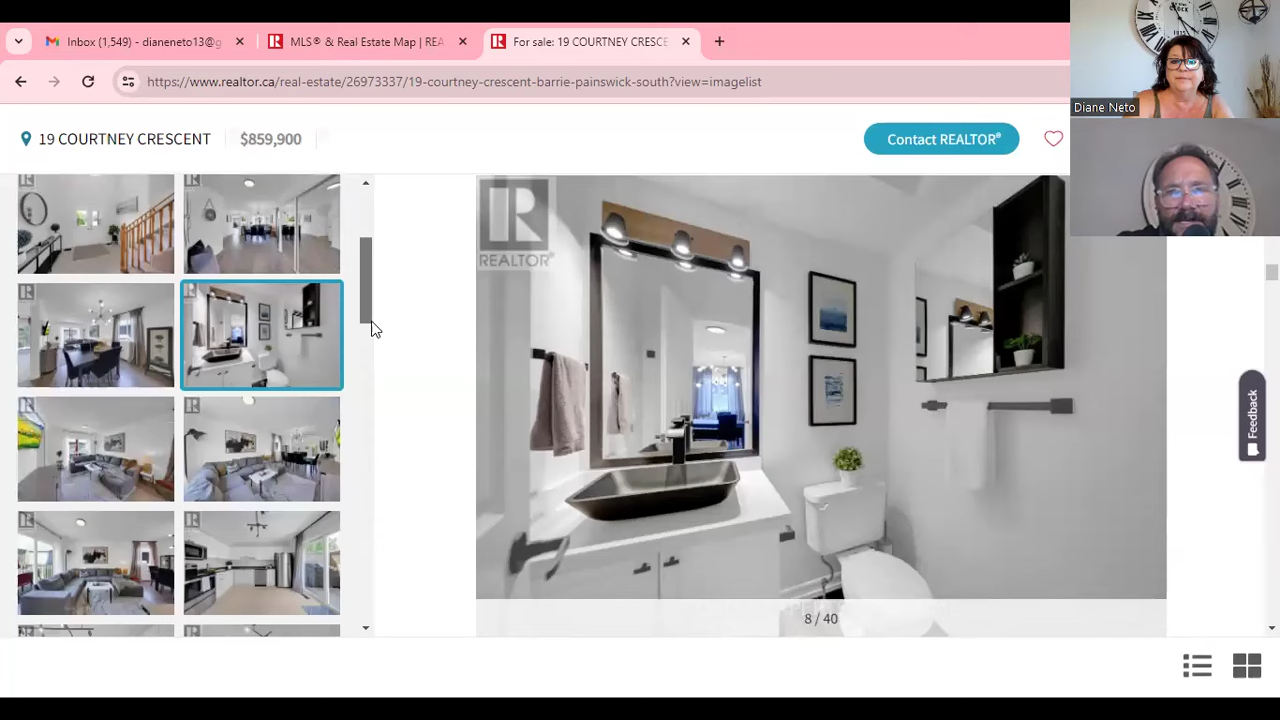 Inbox (1,549) - dianeneto13@g
MLS® & Real Estate Map | REA
For sale: 19 COURTNEY CRESCE
https://www.realtor.ca/real-estate/26973337/19-courtney-crescent-barrie-painswick-south?view=imagelist
Diane Neto
19 COURTNEY CRESCENT
$859,900
Contact REALTOR®
REALTOR®
Feedback
8 / 40